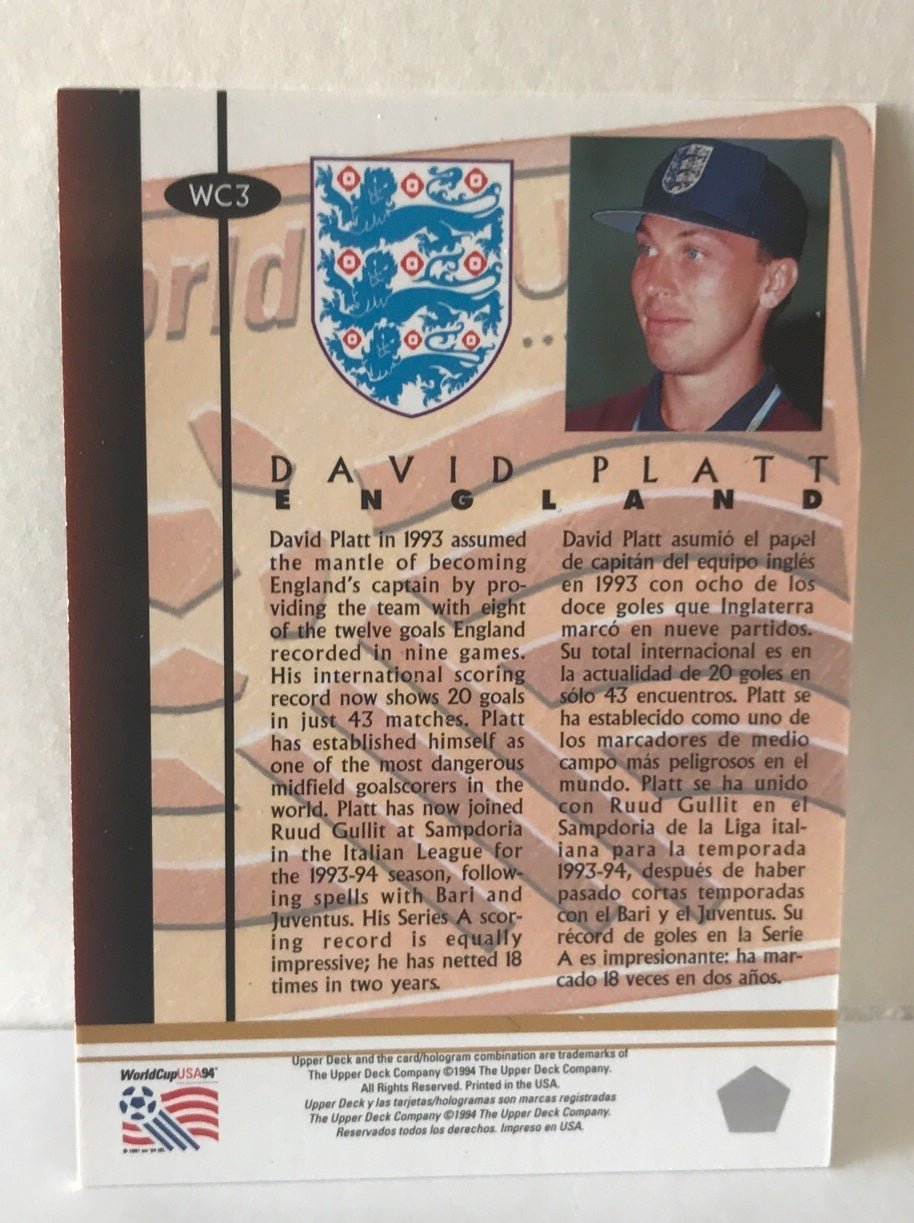 WC3
orld
U
DAVID PLATT
ENGLAND
David Platt in 1993 assumed
the mantle of becoming
England's captain by pro-
viding the team with eight
of the twelve goals England
recorded in nine games.
His international scoring
record now shows 20 goals
in just 43 matches. Platt
has established himself as
one of the most dangerous
midfield goalscorers in the
world. Platt has now joined
Ruud Gullit at Sampdoria
in the Italian League for
the 1993-94 season, follow-
ing spells with Bari and
Juventus. His Series A scor-
ing record is equally
impressive; he has netted 18
times in two years.
David Platt asumió el papel
de capitán del equipo inglés
en 1993 con ocho de los
doce goles que Inglaterra
marcó en nueve partidos.
Su total internacional es en
la actualidad de 20 goles en
sólo 43 encuentros. Platt se
ha establecido como uno de
los marcadores de medio
campo más peligrosos en el
mundo. Platt se ha unido
con Ruud Gullit en el
Sampdoria de la Liga ital-
iana para la temporada
1993-94, después de haber
pasado cortas temporadas
con el Bari y el Juventus. Su
récord de goles en la Serie
A es impresionante: ha mar-
cado 18 veces en dos años.
Upper Deck and the card/hologram combination are trademarks of
The Upper Deck Company ©1994 The Upper Deck Company.
All Rights Reserved. Printed in the USA.
Upper Deck y las tarjetas/hologramas son marcas registradas
The Upper Deck Company ©1994 The Upper Deck Company.
Reservados todos los derechos. Impreso en USA.
WorldCupUSA94